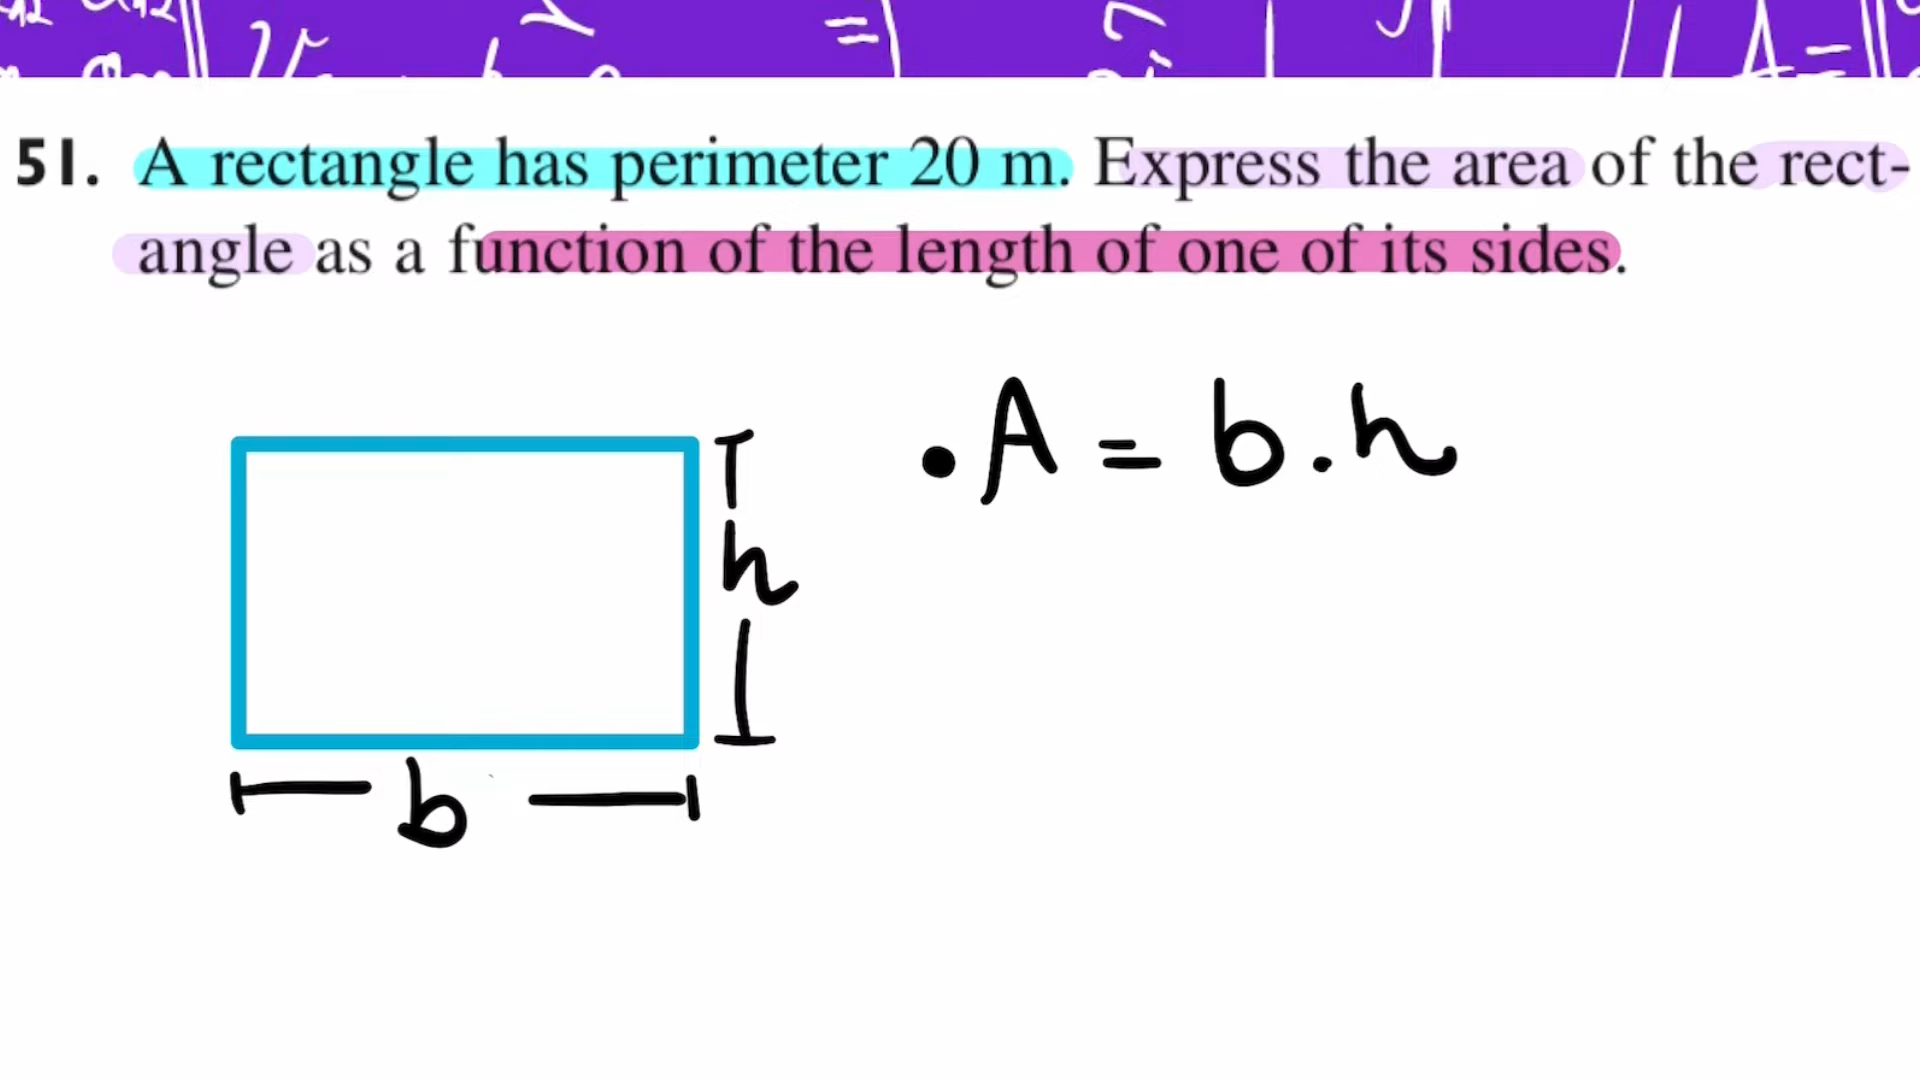 51. A rectangle has perimeter 20 m. Express the area of the rect-
angle as a function of the length of one of its sides.
• A = b . h
h
b